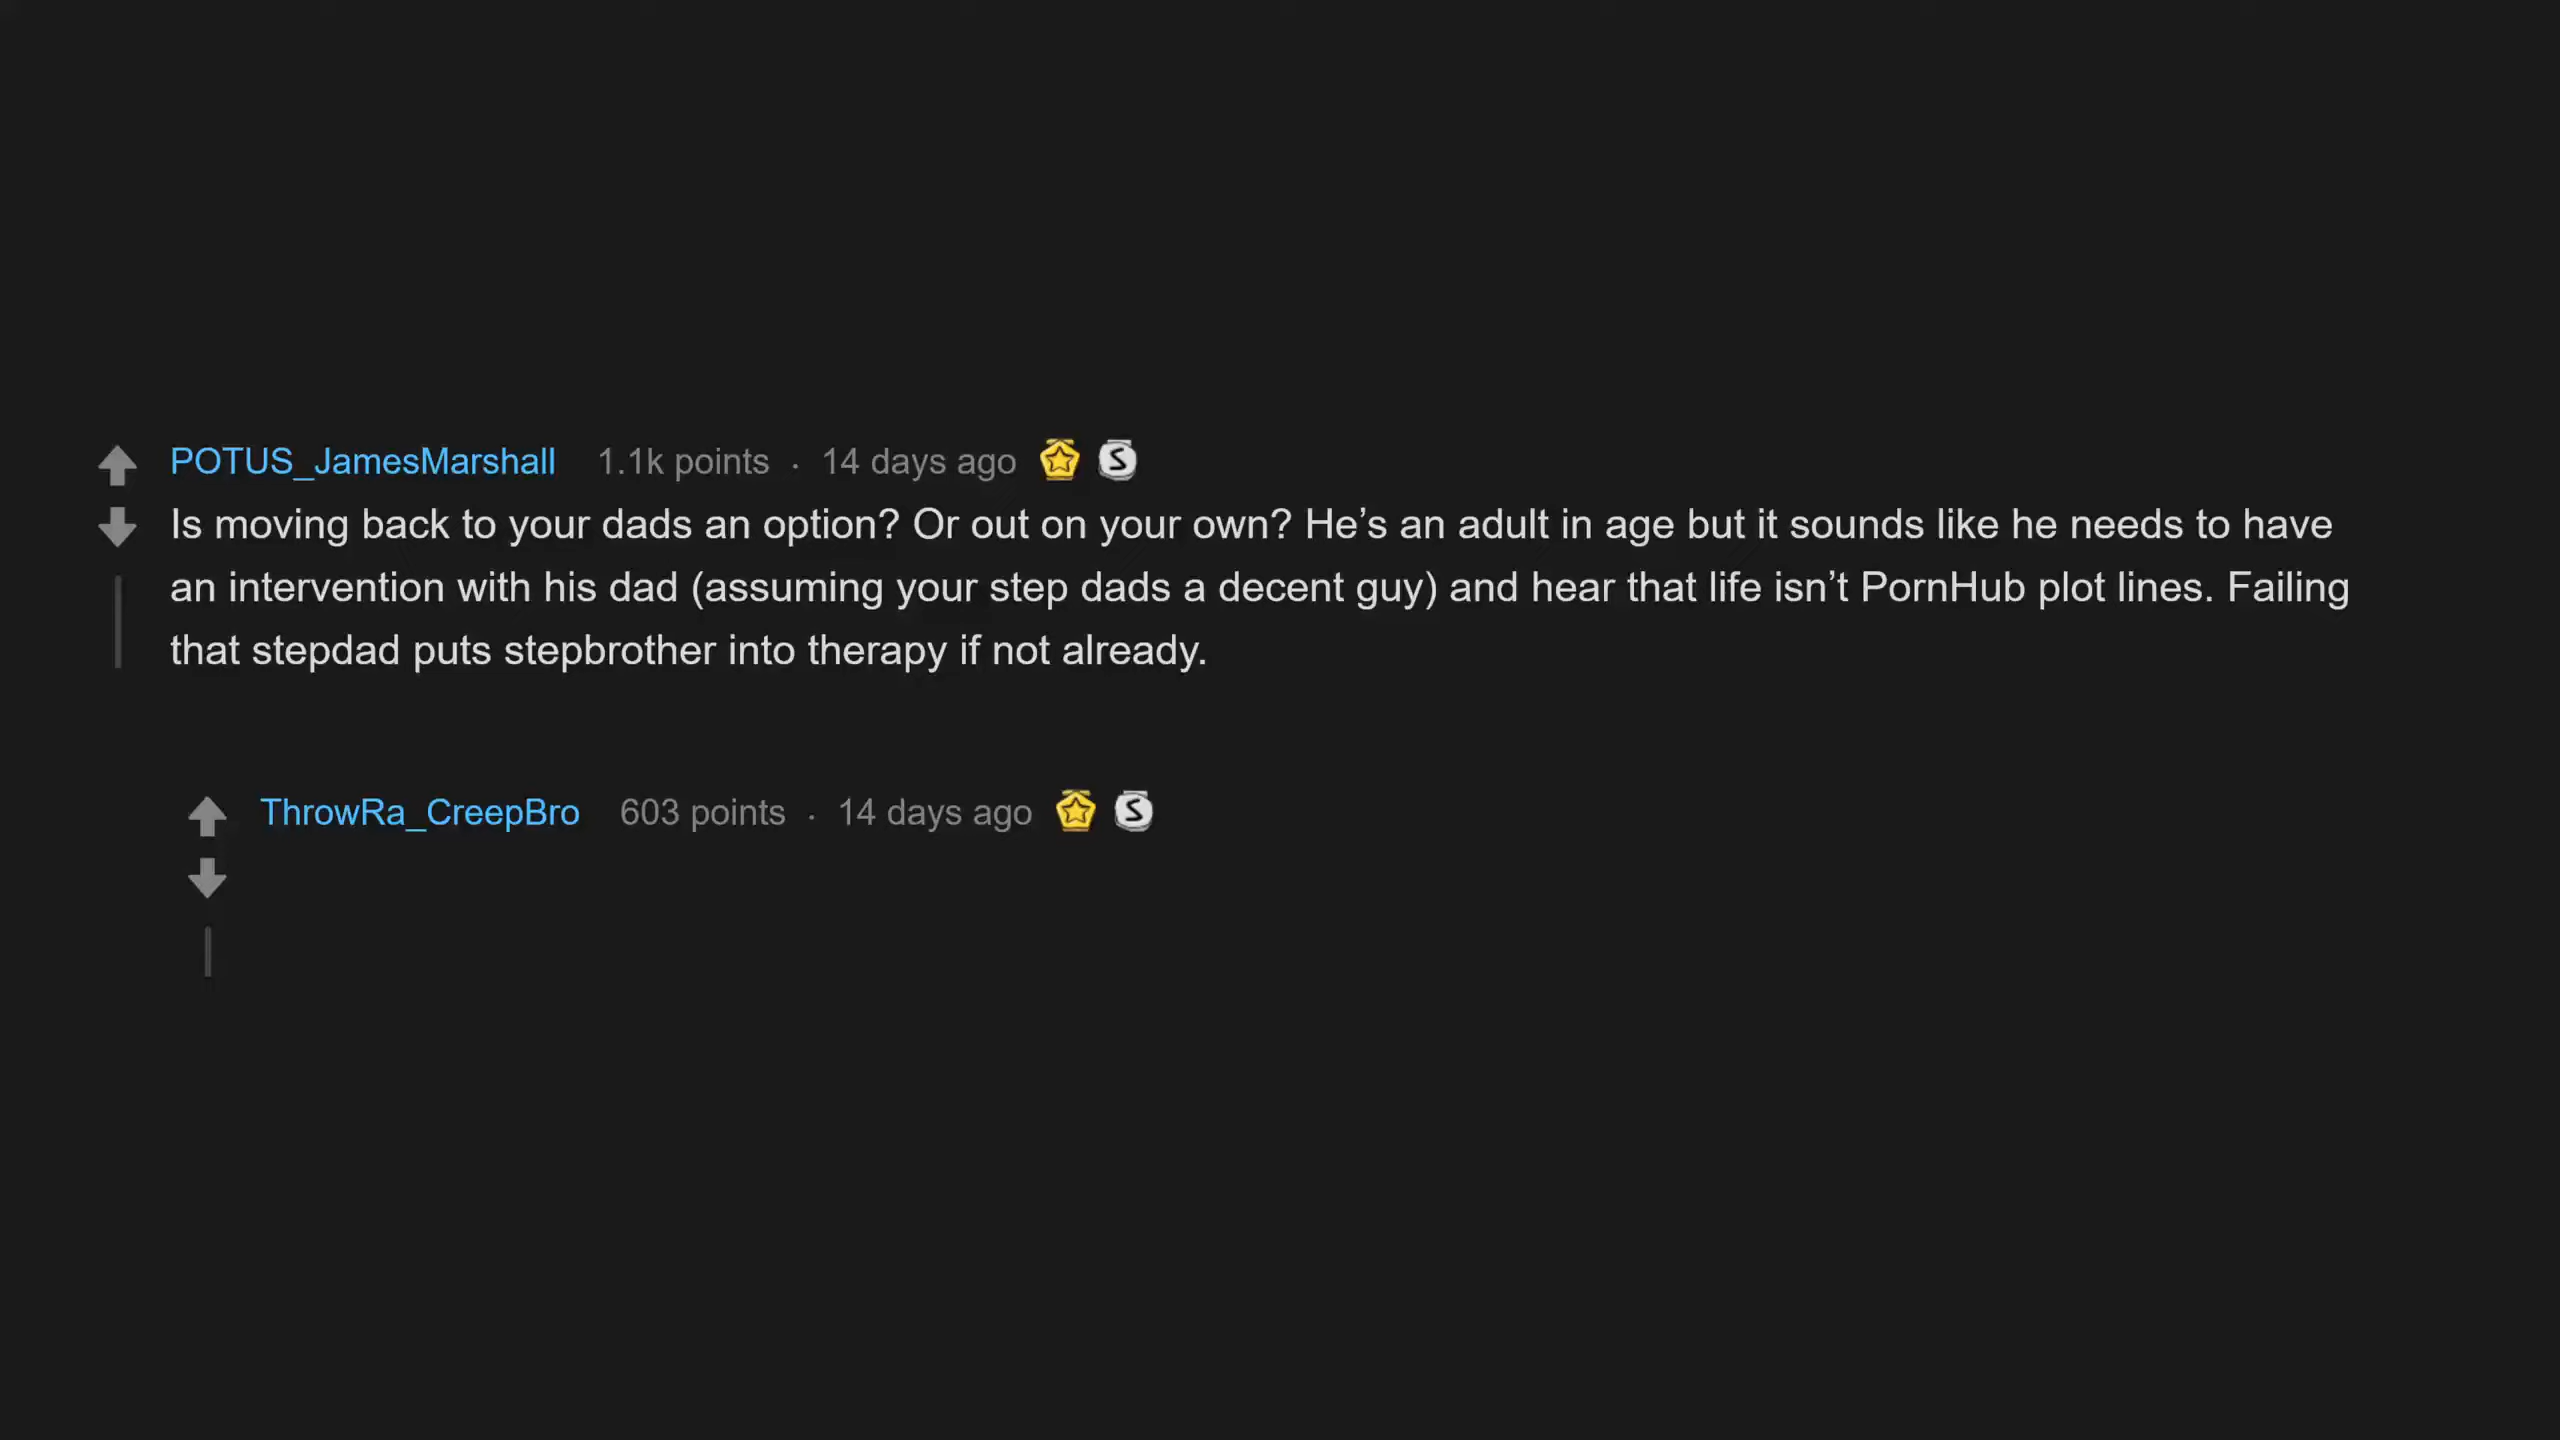 POTUS_JamesMarshall 1.1k points · 14 days ago S
Is moving back to your dads an option? Or out on your own? He’s an adult in age but it sounds like he needs to have
an intervention with his dad (assuming your step dads a decent guy) and hear that life isn’t PornHub plot lines. Failing
that stepdad puts stepbrother into therapy if not already.
ThrowRa_CreepBro 603 points · 14 days ago S